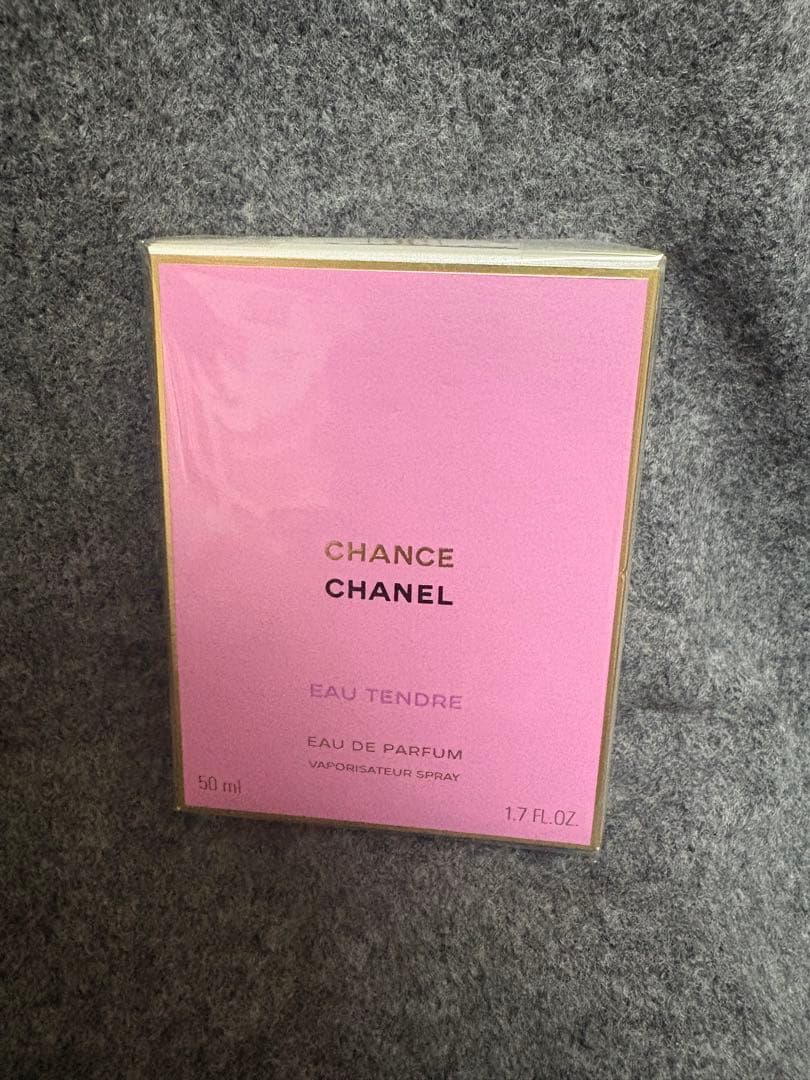 CHANCE
CHANEL
EAU TENDRE
EAU DE PARFUM
VAPORISATEUR SPRAY
50 ml
1.7 FL.OZ.